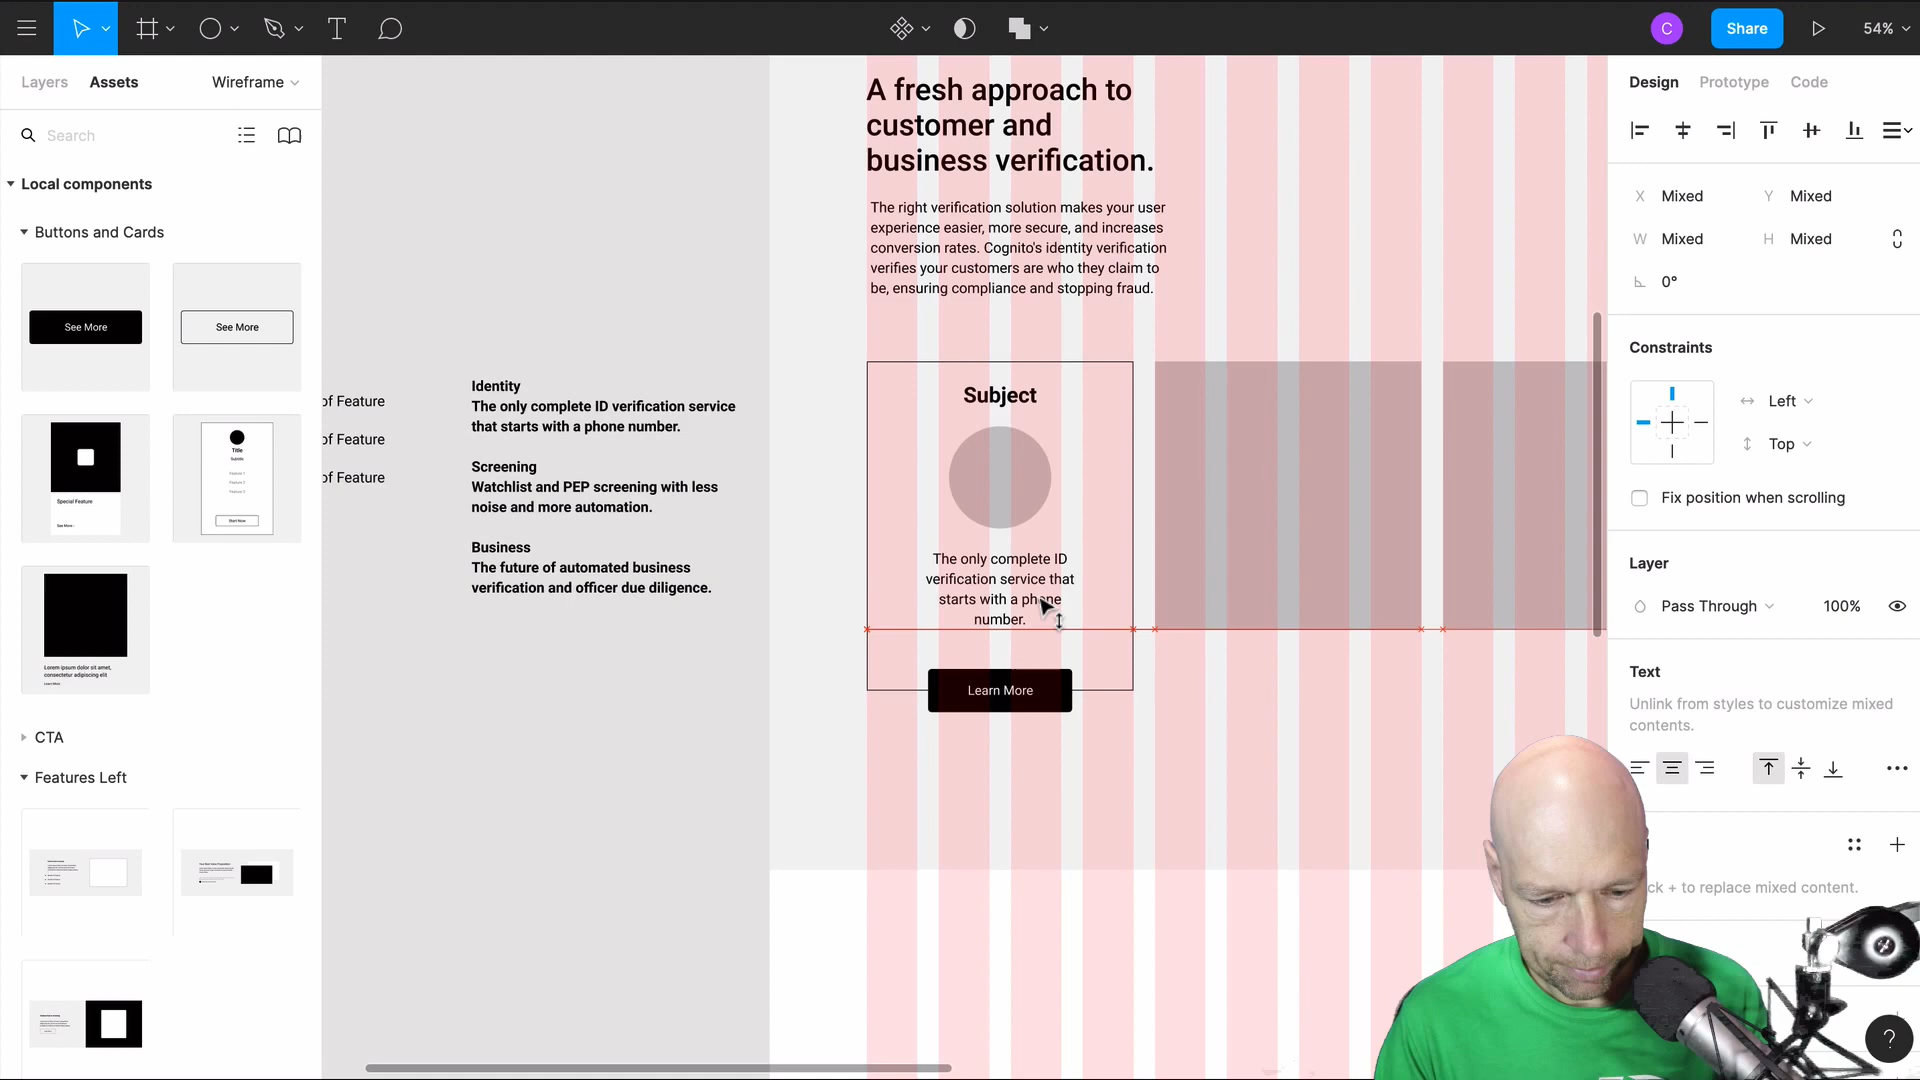 C
Share
54%
Layers
Assets
Wireframe
Search
Local components
Buttons and Cards
See More
See More
Special Feature
See More ›
Title
Subtitle
Feature 1
Feature 2
Feature 3
Start Now
Lorem ipsum dolor sit amet,
consectetur adipiscing elit
Learn More
CTA
Features Left
of Feature
of Feature
of Feature
Identity
The only complete ID verification service
that starts with a phone number.
Screening
Watchlist and PEP screening with less
noise and more automation.
Business
The future of automated business
verification and officer due diligence.
A fresh approach to
customer and
business verification.
The right verification solution makes your user
experience easier, more secure, and increases
conversion rates. Cognito's identity verification
verifies your customers are who they claim to
be, ensuring compliance and stopping fraud.
Subject
The only complete ID
verification service that
starts with a phone
number.
Learn More
Design
Prototype
Code
X Mixed
Y Mixed
W Mixed
H Mixed
0°
Constraints
Left
Top
Fix position when scrolling
Layer
Pass Through
100%
Text
Unlink from styles to customize mixed
contents.
ck + to replace mixed content.
?